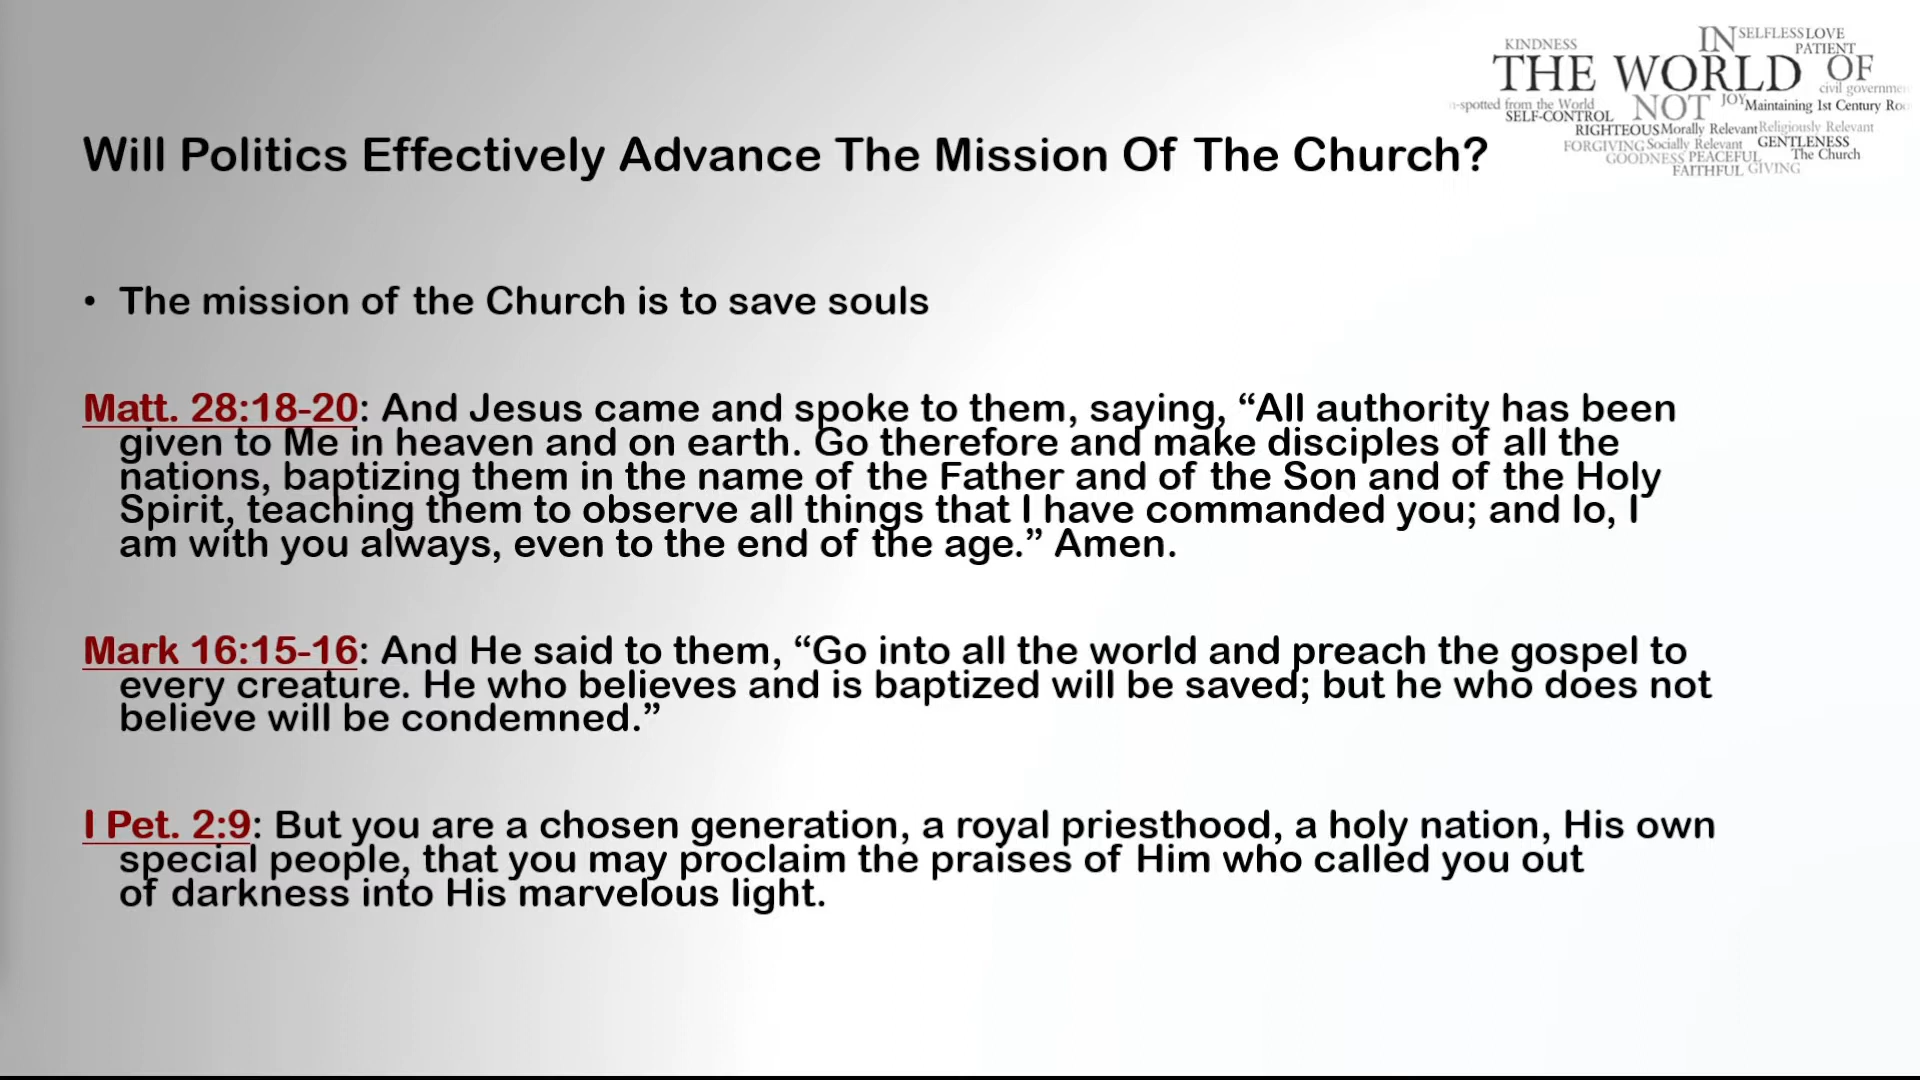 KINDNESS
IN SELFLESS LOVE
PATIENT
THE WORLD OF
civil governme
-spotted from the World
NOT JOY Maintaining 1st Century Ro
SELF-CONTROL
RIGHTEOUS Morally Relevant Religiously Relevant
FORGIVING Socially Relevant GENTLENESS
GOODNESS PEACEFUL The Church
FAITHFUL GIVING
Will Politics Effectively Advance The Mission Of The Church?
• The mission of the Church is to save souls
Matt. 28:18-20: And Jesus came and spoke to them, saying, “All authority has been
given to Me in heaven and on earth. Go therefore and make disciples of all the
nations, baptizing them in the name of the Father and of the Son and of the Holy
Spirit, teaching them to observe all things that I have commanded you; and lo, I
am with you always, even to the end of the age.” Amen.
Mark 16:15-16: And He said to them, “Go into all the world and preach the gospel to
every creature. He who believes and is baptized will be saved; but he who does not
believe will be condemned.”
I Pet. 2:9: But you are a chosen generation, a royal priesthood, a holy nation, His own
special people, that you may proclaim the praises of Him who called you out
of darkness into His marvelous light.